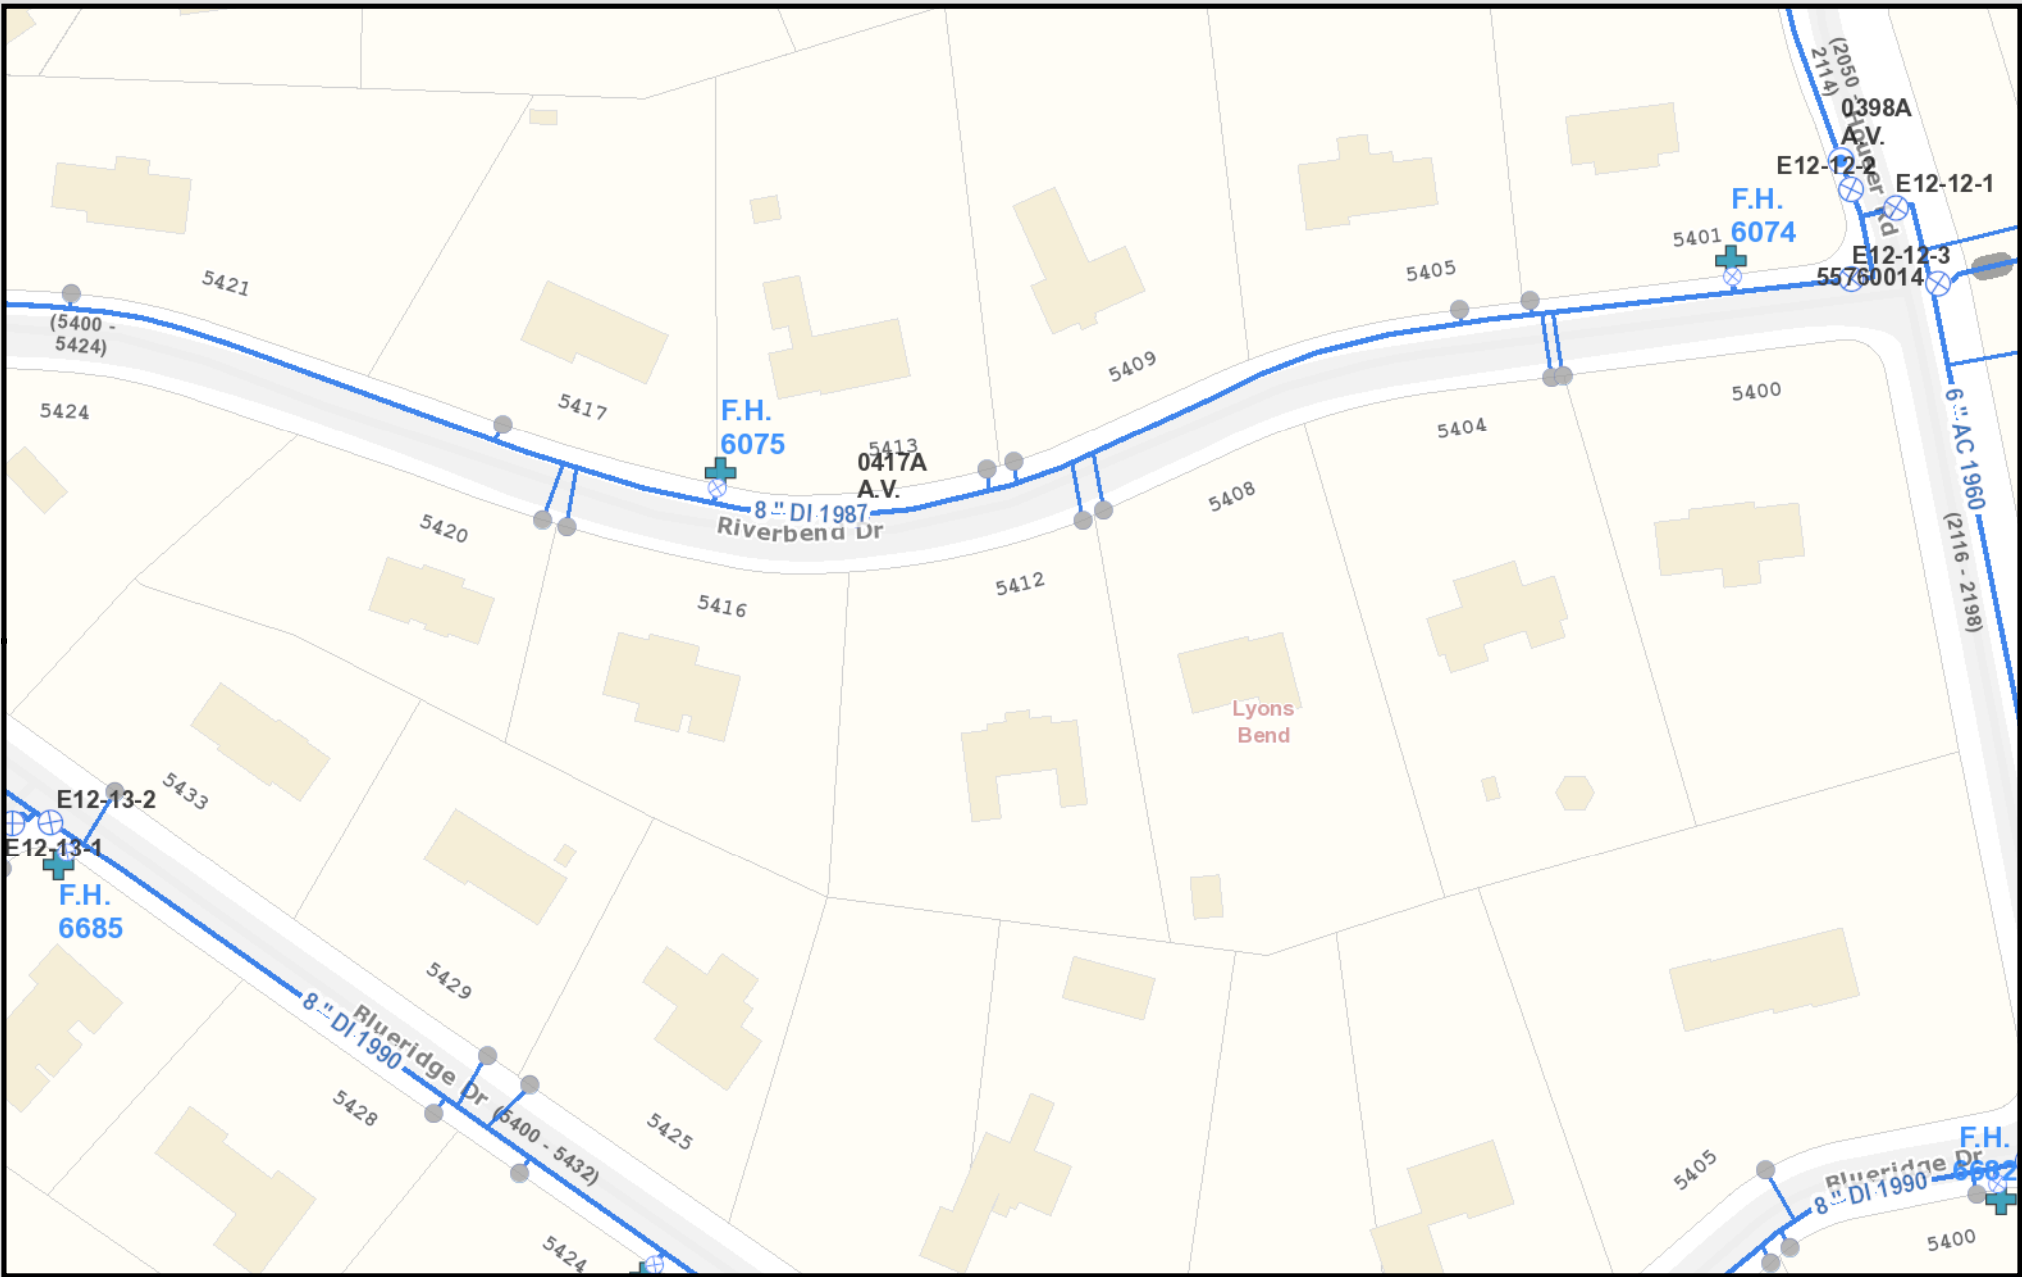 (2050 -
2114)
0398A
A.V.
Houser Rd
E12-12-2
E12-12-1
F.H.
6074
5401
E12-12-3
55760014
5405
5421
(5400 -
5424)
5409
5417
5424
F.H.
6075
5413
0417A
A.V.
5400
6 " AC 1960
5404
5408
8 " DI 1987
Riverbend Dr
5420
5416
5412
(2116 - 2198)
Lyons
Bend
5433
E12-13-2
E12-13-1
F.H.
6685
5429
8 " DI 1990
Blueridge Dr
(5400 - 5432)
5428
5425
5424
F.H.
6682
5405
Blueridge Dr
8 " DI 1990
5400